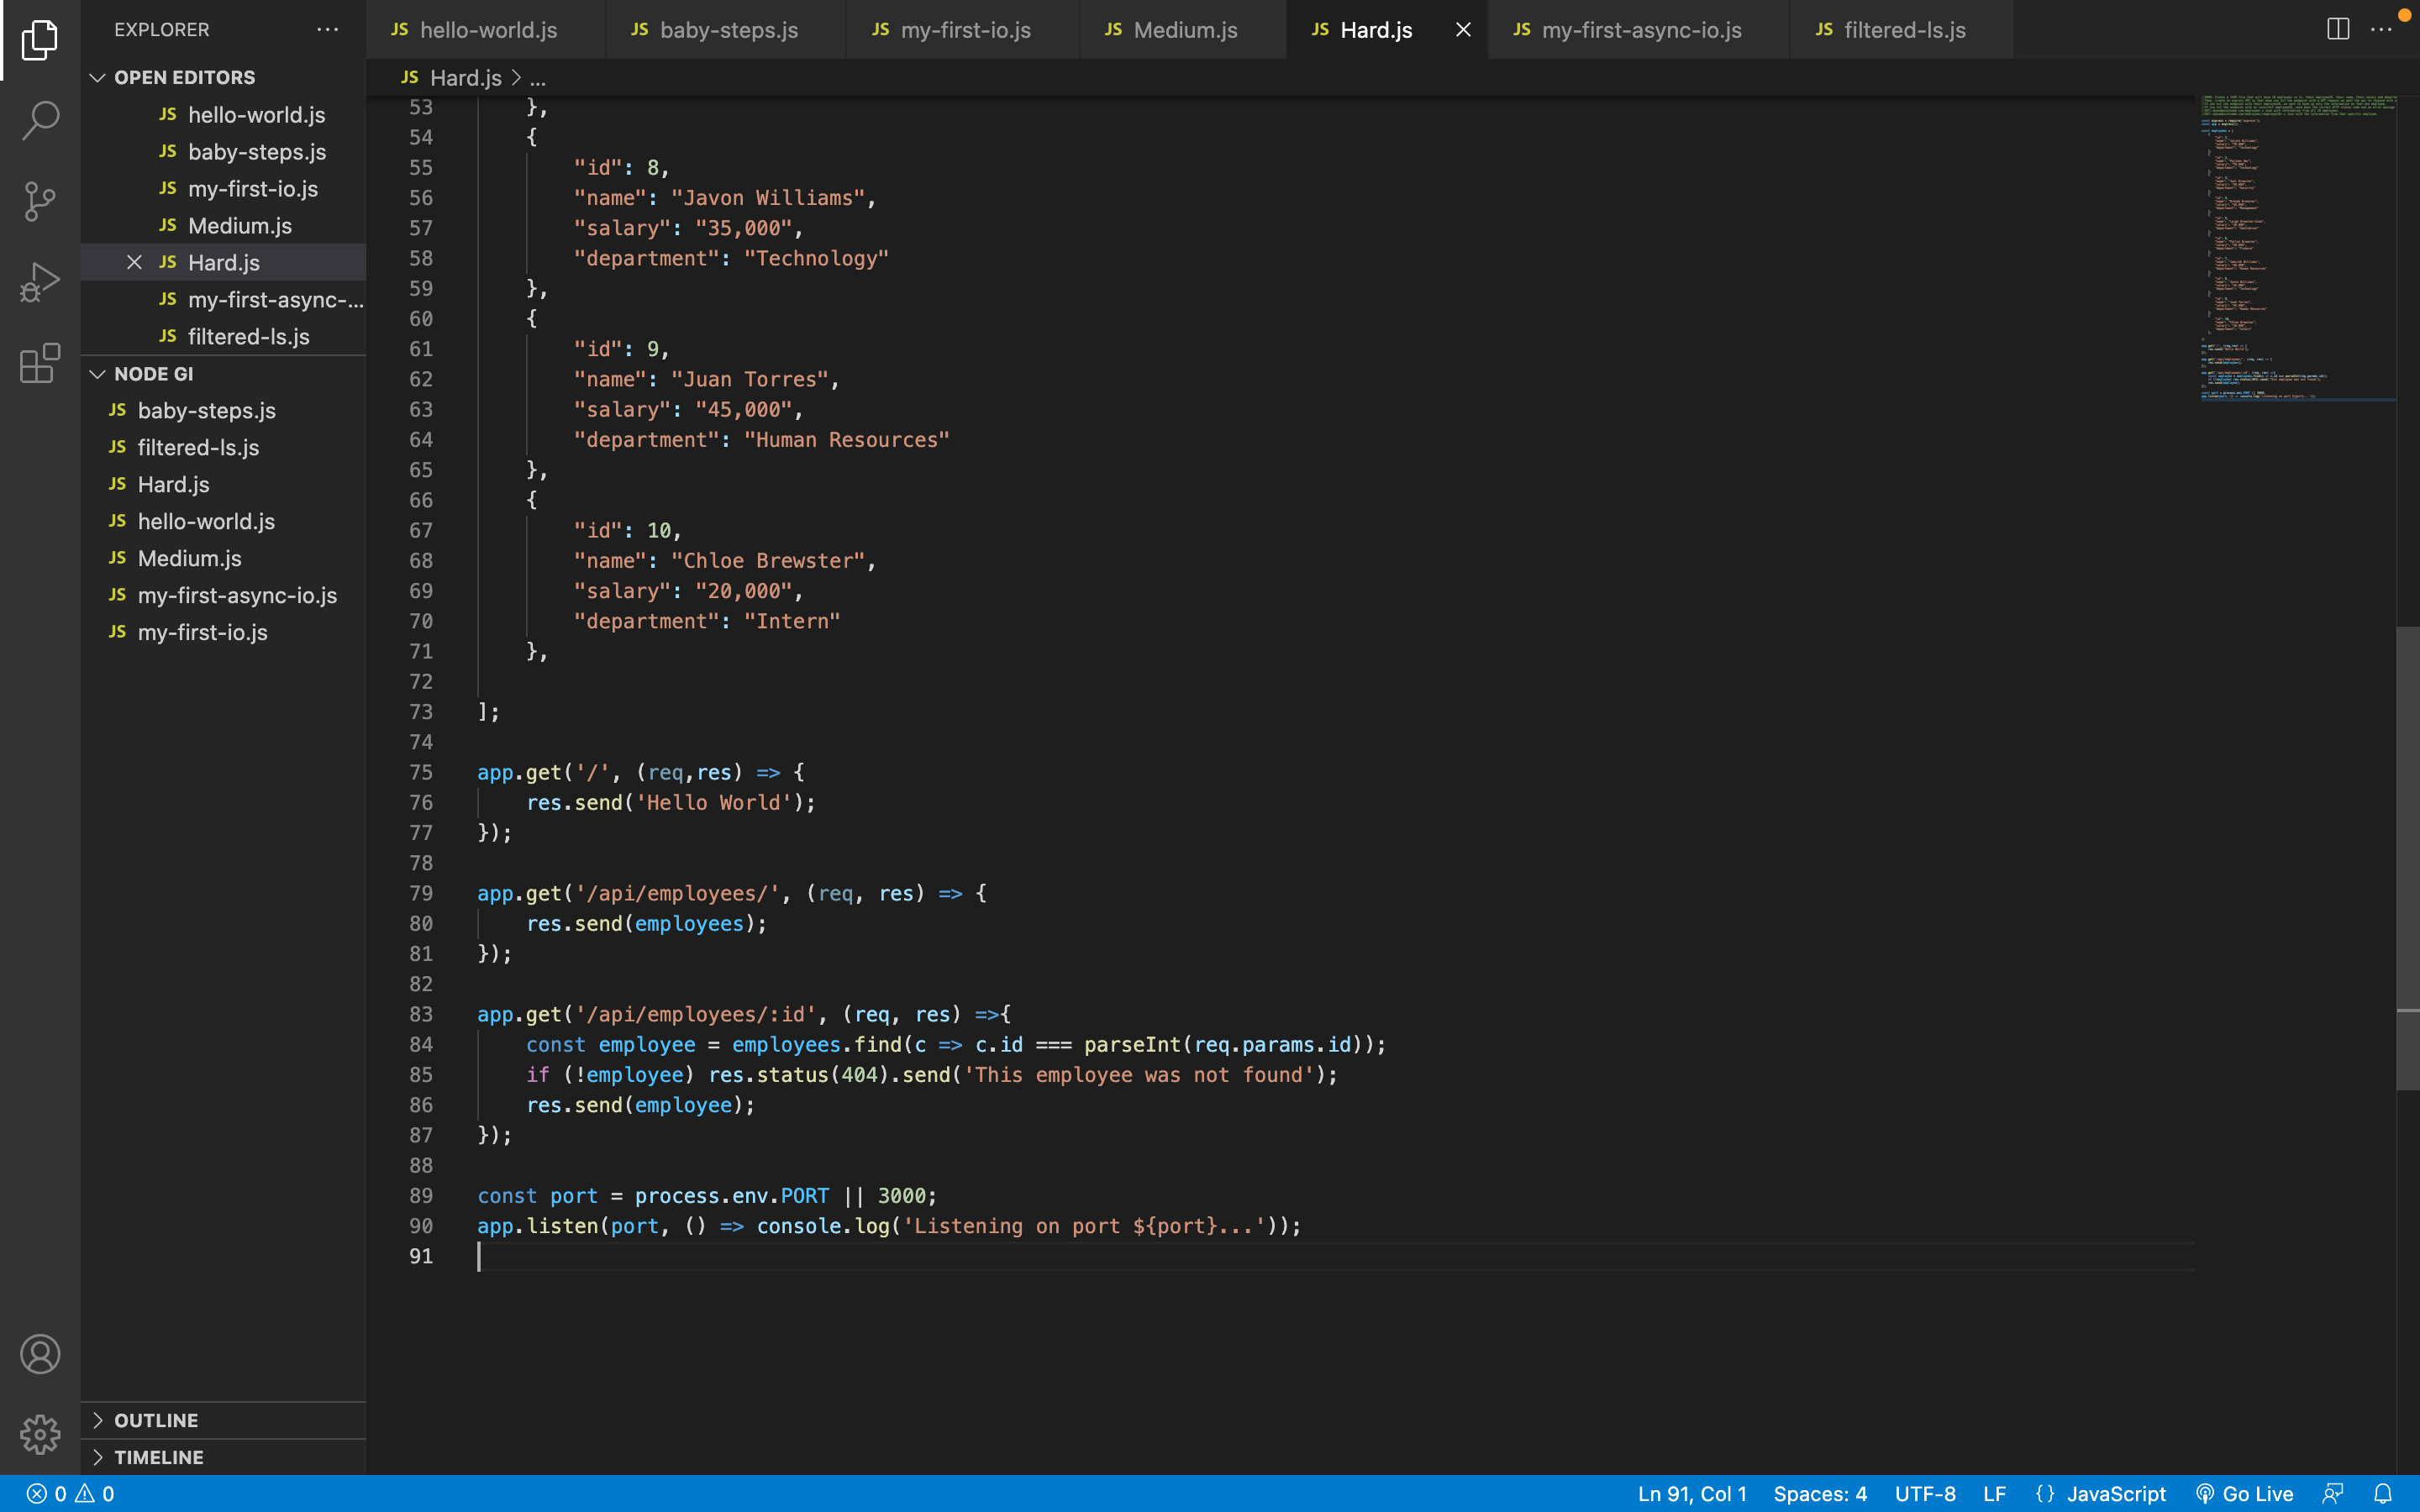 EXPLORER
OPEN EDITORS
JS hello-world.js
JS baby-steps.js
JS my-first-io.js
JS Medium.js
JS Hard.js
JS my-first-async-...
JS filtered-ls.js
NODE GI
JS baby-steps.js
JS filtered-ls.js
JS Hard.js
JS hello-world.js
JS Medium.js
JS my-first-async-io.js
JS my-first-io.js
OUTLINE
TIMELINE
JS hello-world.js JS baby-steps.js JS my-first-io.js JS Medium.js JS Hard.js JS my-first-async-io.js JS filtered-ls.js
JS Hard.js > ...
53 },
54 {
55 "id": 8,
56 "name": "Javon Williams",
57 "salary": "35,000",
58 "department": "Technology"
59 },
60 {
61 "id": 9,
62 "name": "Juan Torres",
63 "salary": "45,000",
64 "department": "Human Resources"
65 },
66 {
67 "id": 10,
68 "name": "Chloe Brewster",
69 "salary": "20,000",
70 "department": "Intern"
71 },
72
73 ];
74
75 app.get('/', (req,res) => {
76 res.send('Hello World');
77 });
78
79 app.get('/api/employees/', (req, res) => {
80 res.send(employees);
81 });
82
83 app.get('/api/employees/:id', (req, res) =>{
84 const employee = employees.find(c => c.id === parseInt(req.params.id));
85 if (!employee) res.status(404).send('This employee was not found');
86 res.send(employee);
87 });
88
89 const port = process.env.PORT || 3000;
90 app.listen(port, () => console.log('Listening on port ${port}...'));
91
0 0
Ln 91, Col 1 Spaces: 4 UTF-8 LF {} JavaScript Go Live